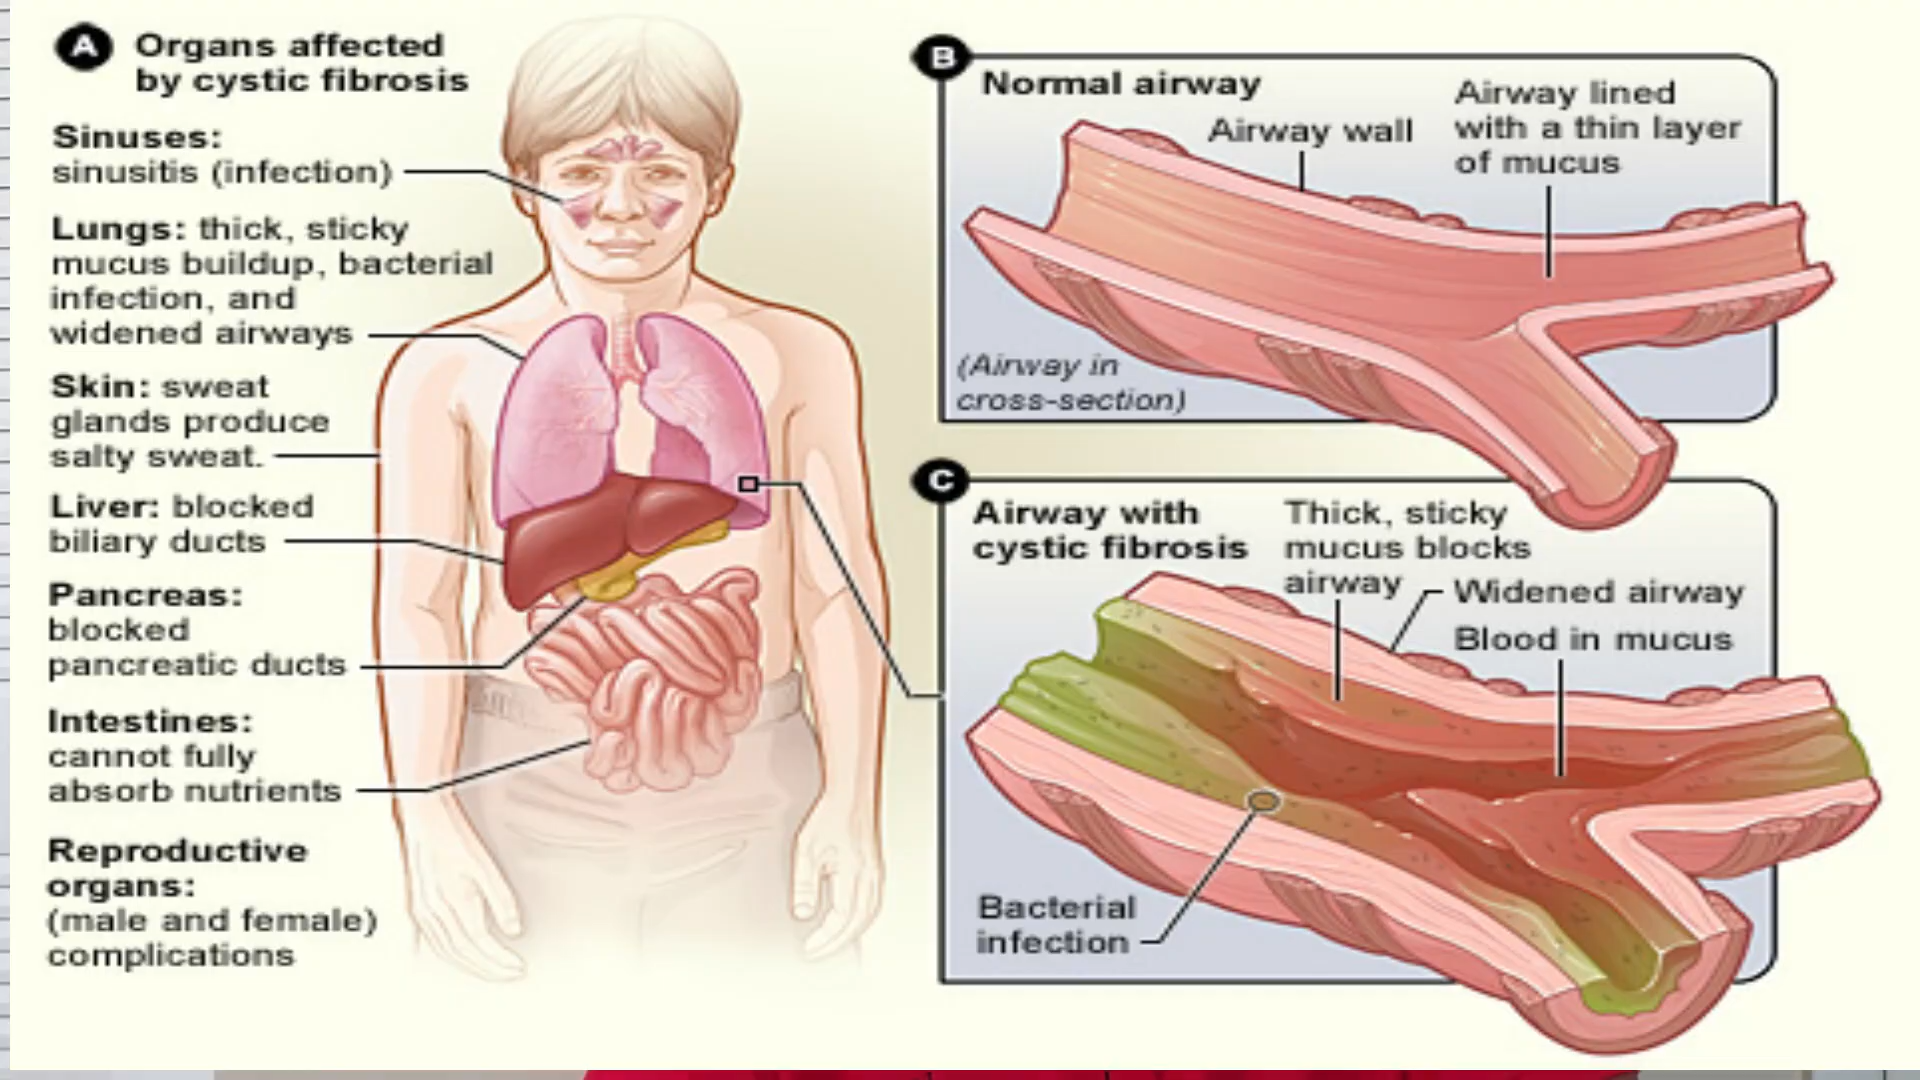 A
Organs affected
by cystic fibrosis
Sinuses:
sinusitis (infection)
Lungs: thick, sticky
mucus buildup, bacterial
infection, and
widened airways
Skin: sweat
glands produce
salty sweat.
Liver: blocked
biliary ducts
Pancreas:
blocked
pancreatic ducts
Intestines:
cannot fully
absorb nutrients
Reproductive
organs:
(male and female)
complications
B
Normal airway
Airway wall
Airway lined
with a thin layer
of mucus
(Airway in
cross-section)
C
Airway with
cystic fibrosis
Thick, sticky
mucus blocks
airway
Widened airway
Blood in mucus
Bacterial
infection